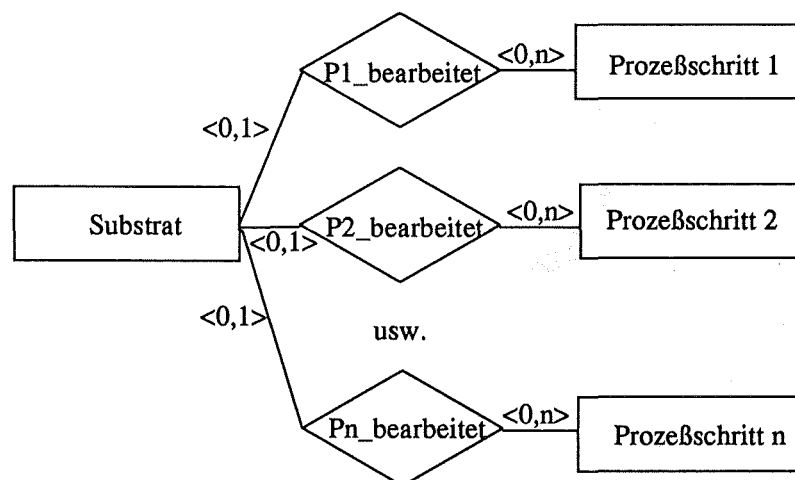 P1_bearbeitet
<0,n>
Prozeßschritt 1
<0,1>
Substrat
<0,1>
P2_bearbeitet
<0,n>
Prozeßschritt 2
<0,1>
usw.
Pn_bearbeitet
<0,n>
Prozeßschritt n